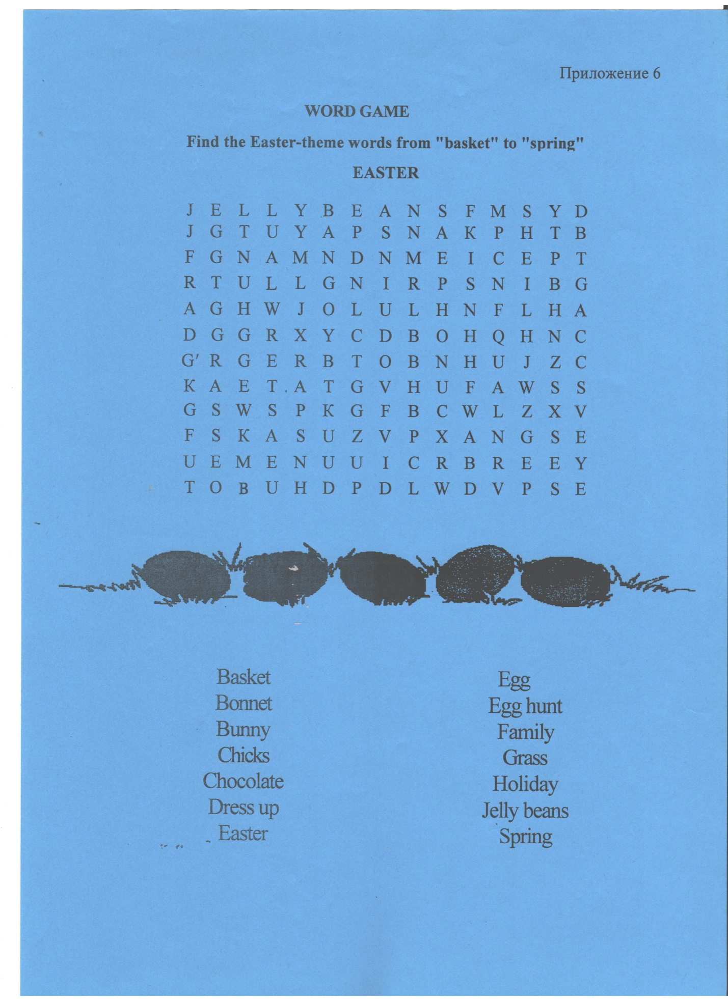 Приложение 6
WORD GAME
Find the Easter-theme words from "basket" to "spring"
EASTER
J E L L Y B E A N S F M S Y D
J G T U Y A P S N A K P H T B
F G N A M N D N M E I C E P T
R T U L L G N I R P S N I B G
A G H W J O L U L H N F L H A
D G G R X Y C D B O H Q H N C
G' R G E R B T O B N H U J Z C
K A E T . A T G V H U F A W S S
G S W S P K G F B C W L Z X V
F S K A S U Z V P X A N G S E
U E M E N U U I C R B R E E Y
T O B U H D P D L W D V P S E
Basket
Bonnet
Bunny
Chicks
Chocolate
Dress up
Easter
Egg
Egg hunt
Family
Grass
Holiday
Jelly beans
Spring